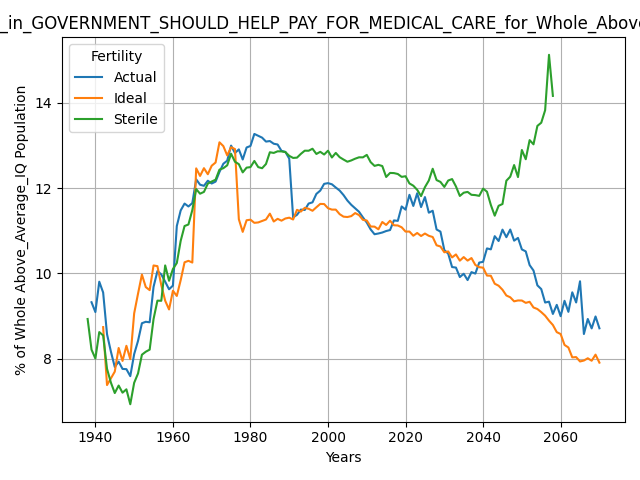 _in_GOVERNMENT_SHOULD_HELP_PAY_FOR_MEDICAL_CARE_for_Whole_Above
Fertility
Actual
Ideal
Sterile
% of Whole Above_Average_IQ Population
14
12
10
8
1940 1960 1980 2000 2020 2040 2060
Years